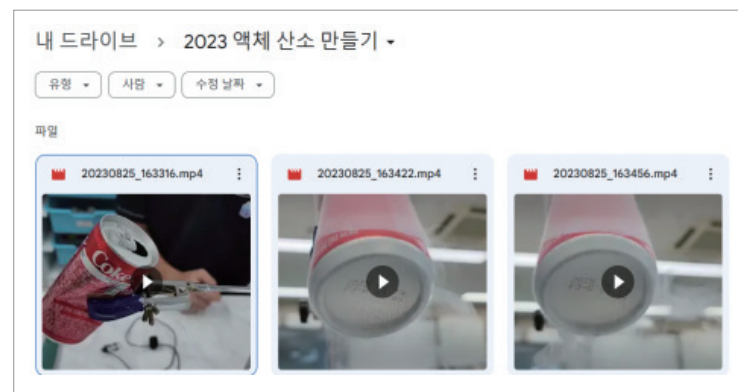 내 드라이브 > 2023 액체 산소 만들기
유형 사람 수정 날짜
파일
20230825_163316.mp4 20230825_163422.mp4 20230825_163456.mp4
Coke